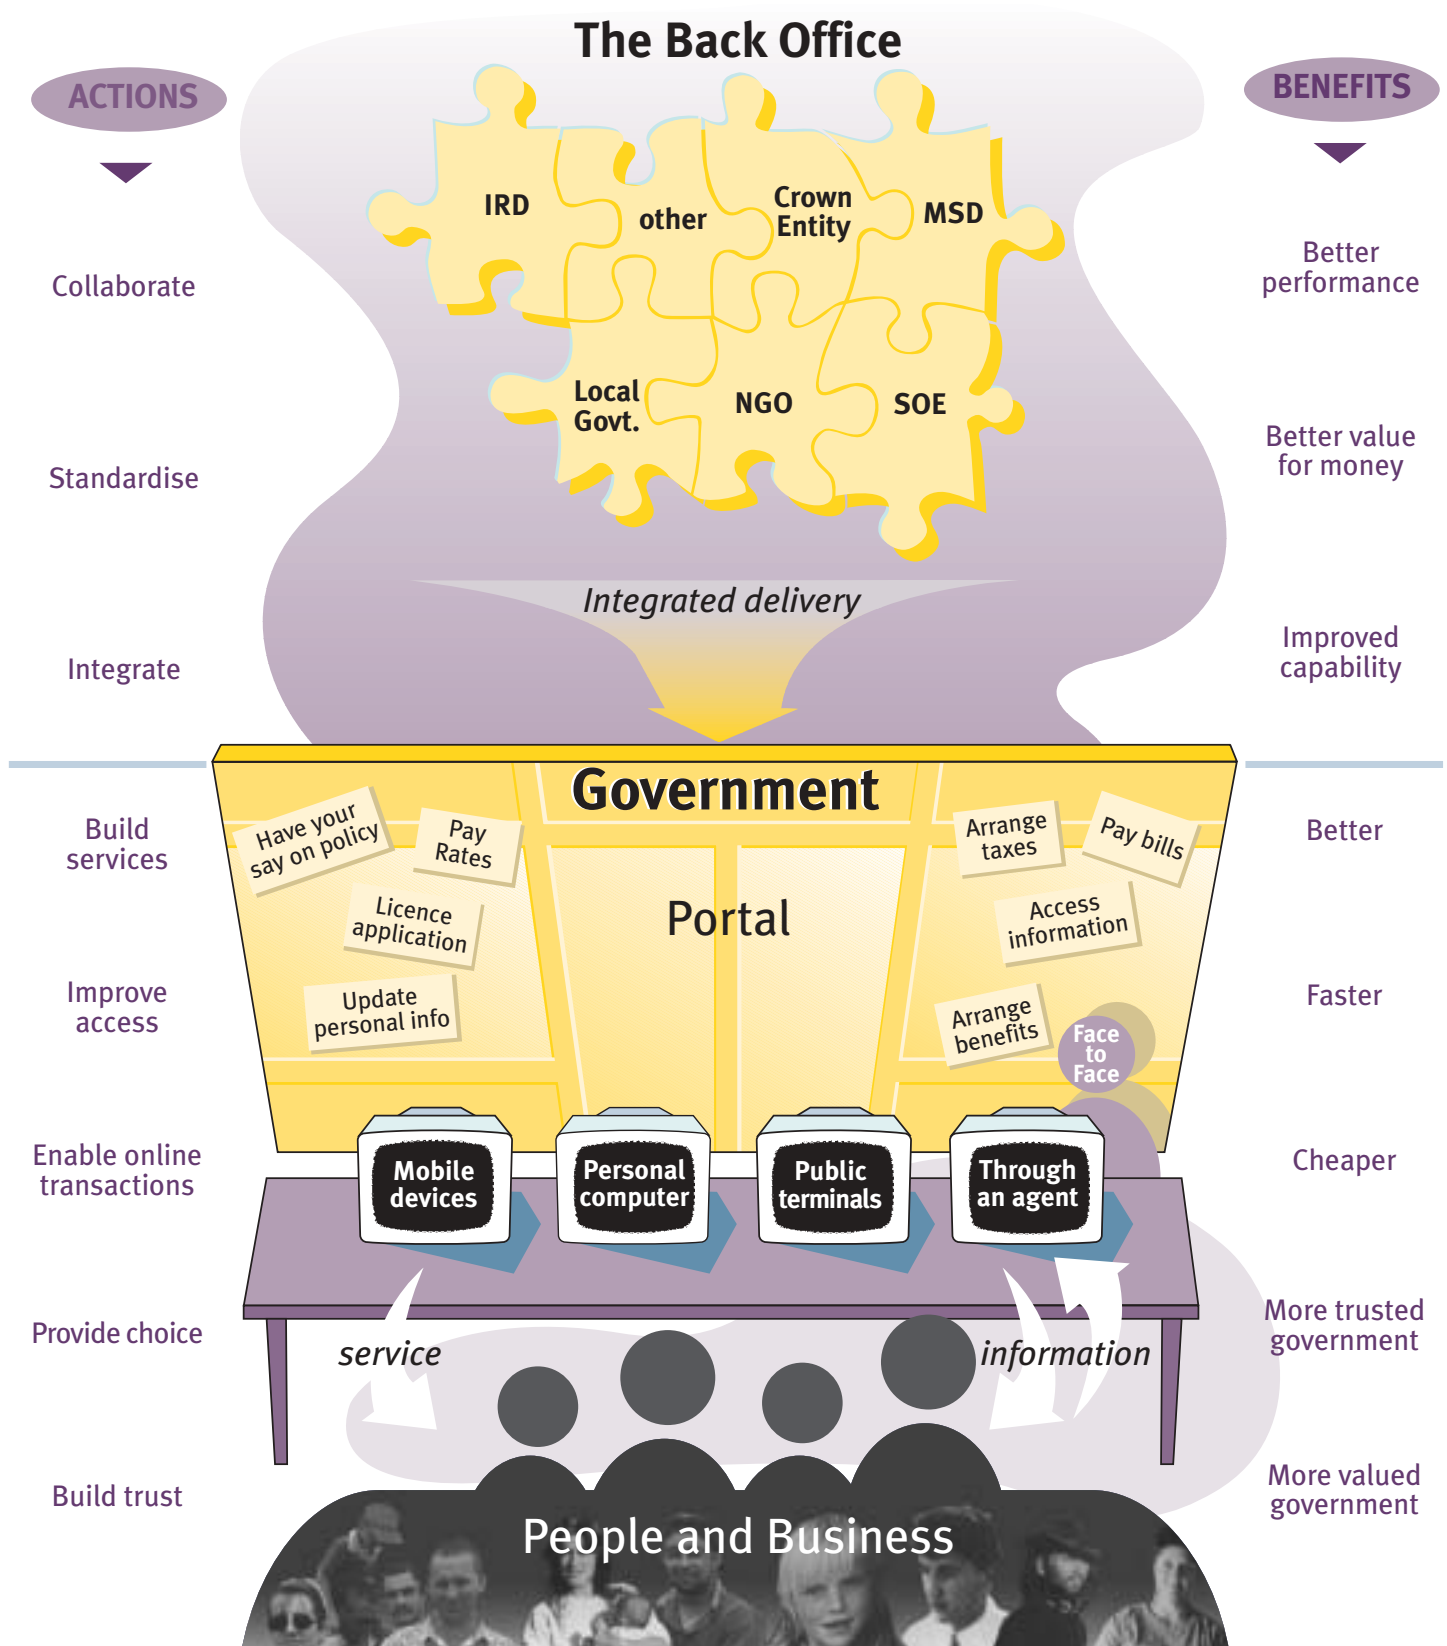 The Back Office
ACTIONS
Collaborate
Standardise
Integrate
Build
services
Improve
access
Enable online
transactions
Provide choice
Build trust
IRD
other
Crown
Entity
MSD
Local
Govt.
NGO
SOE
Integrated delivery
Government
Portal
Have your
say on policy
Pay
Rates
Licence
application
Update
personal info
Arrange
taxes
Pay bills
Access
information
Arrange
benefits
Face
to
Face
Mobile
devices
Personal
computer
Public
terminals
Through
an agent
service
information
People and Business
BENEFITS
Better
performance
Better value
for money
Improved
capability
Better
Faster
Cheaper
More trusted
government
More valued
government